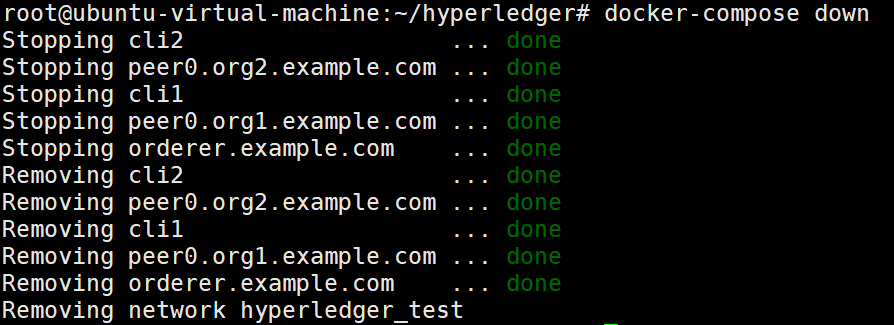 root@ubuntu-virtual-machine:~/hyperledger# docker-compose down
Stopping cli2                   ... done
Stopping peer0.org2.example.com ... done
Stopping cli1                   ... done
Stopping peer0.org1.example.com ... done
Stopping orderer.example.com    ... done
Removing cli2                   ... done
Removing peer0.org2.example.com ... done
Removing cli1                   ... done
Removing peer0.org1.example.com ... done
Removing orderer.example.com    ... done
Removing network hyperledger_test